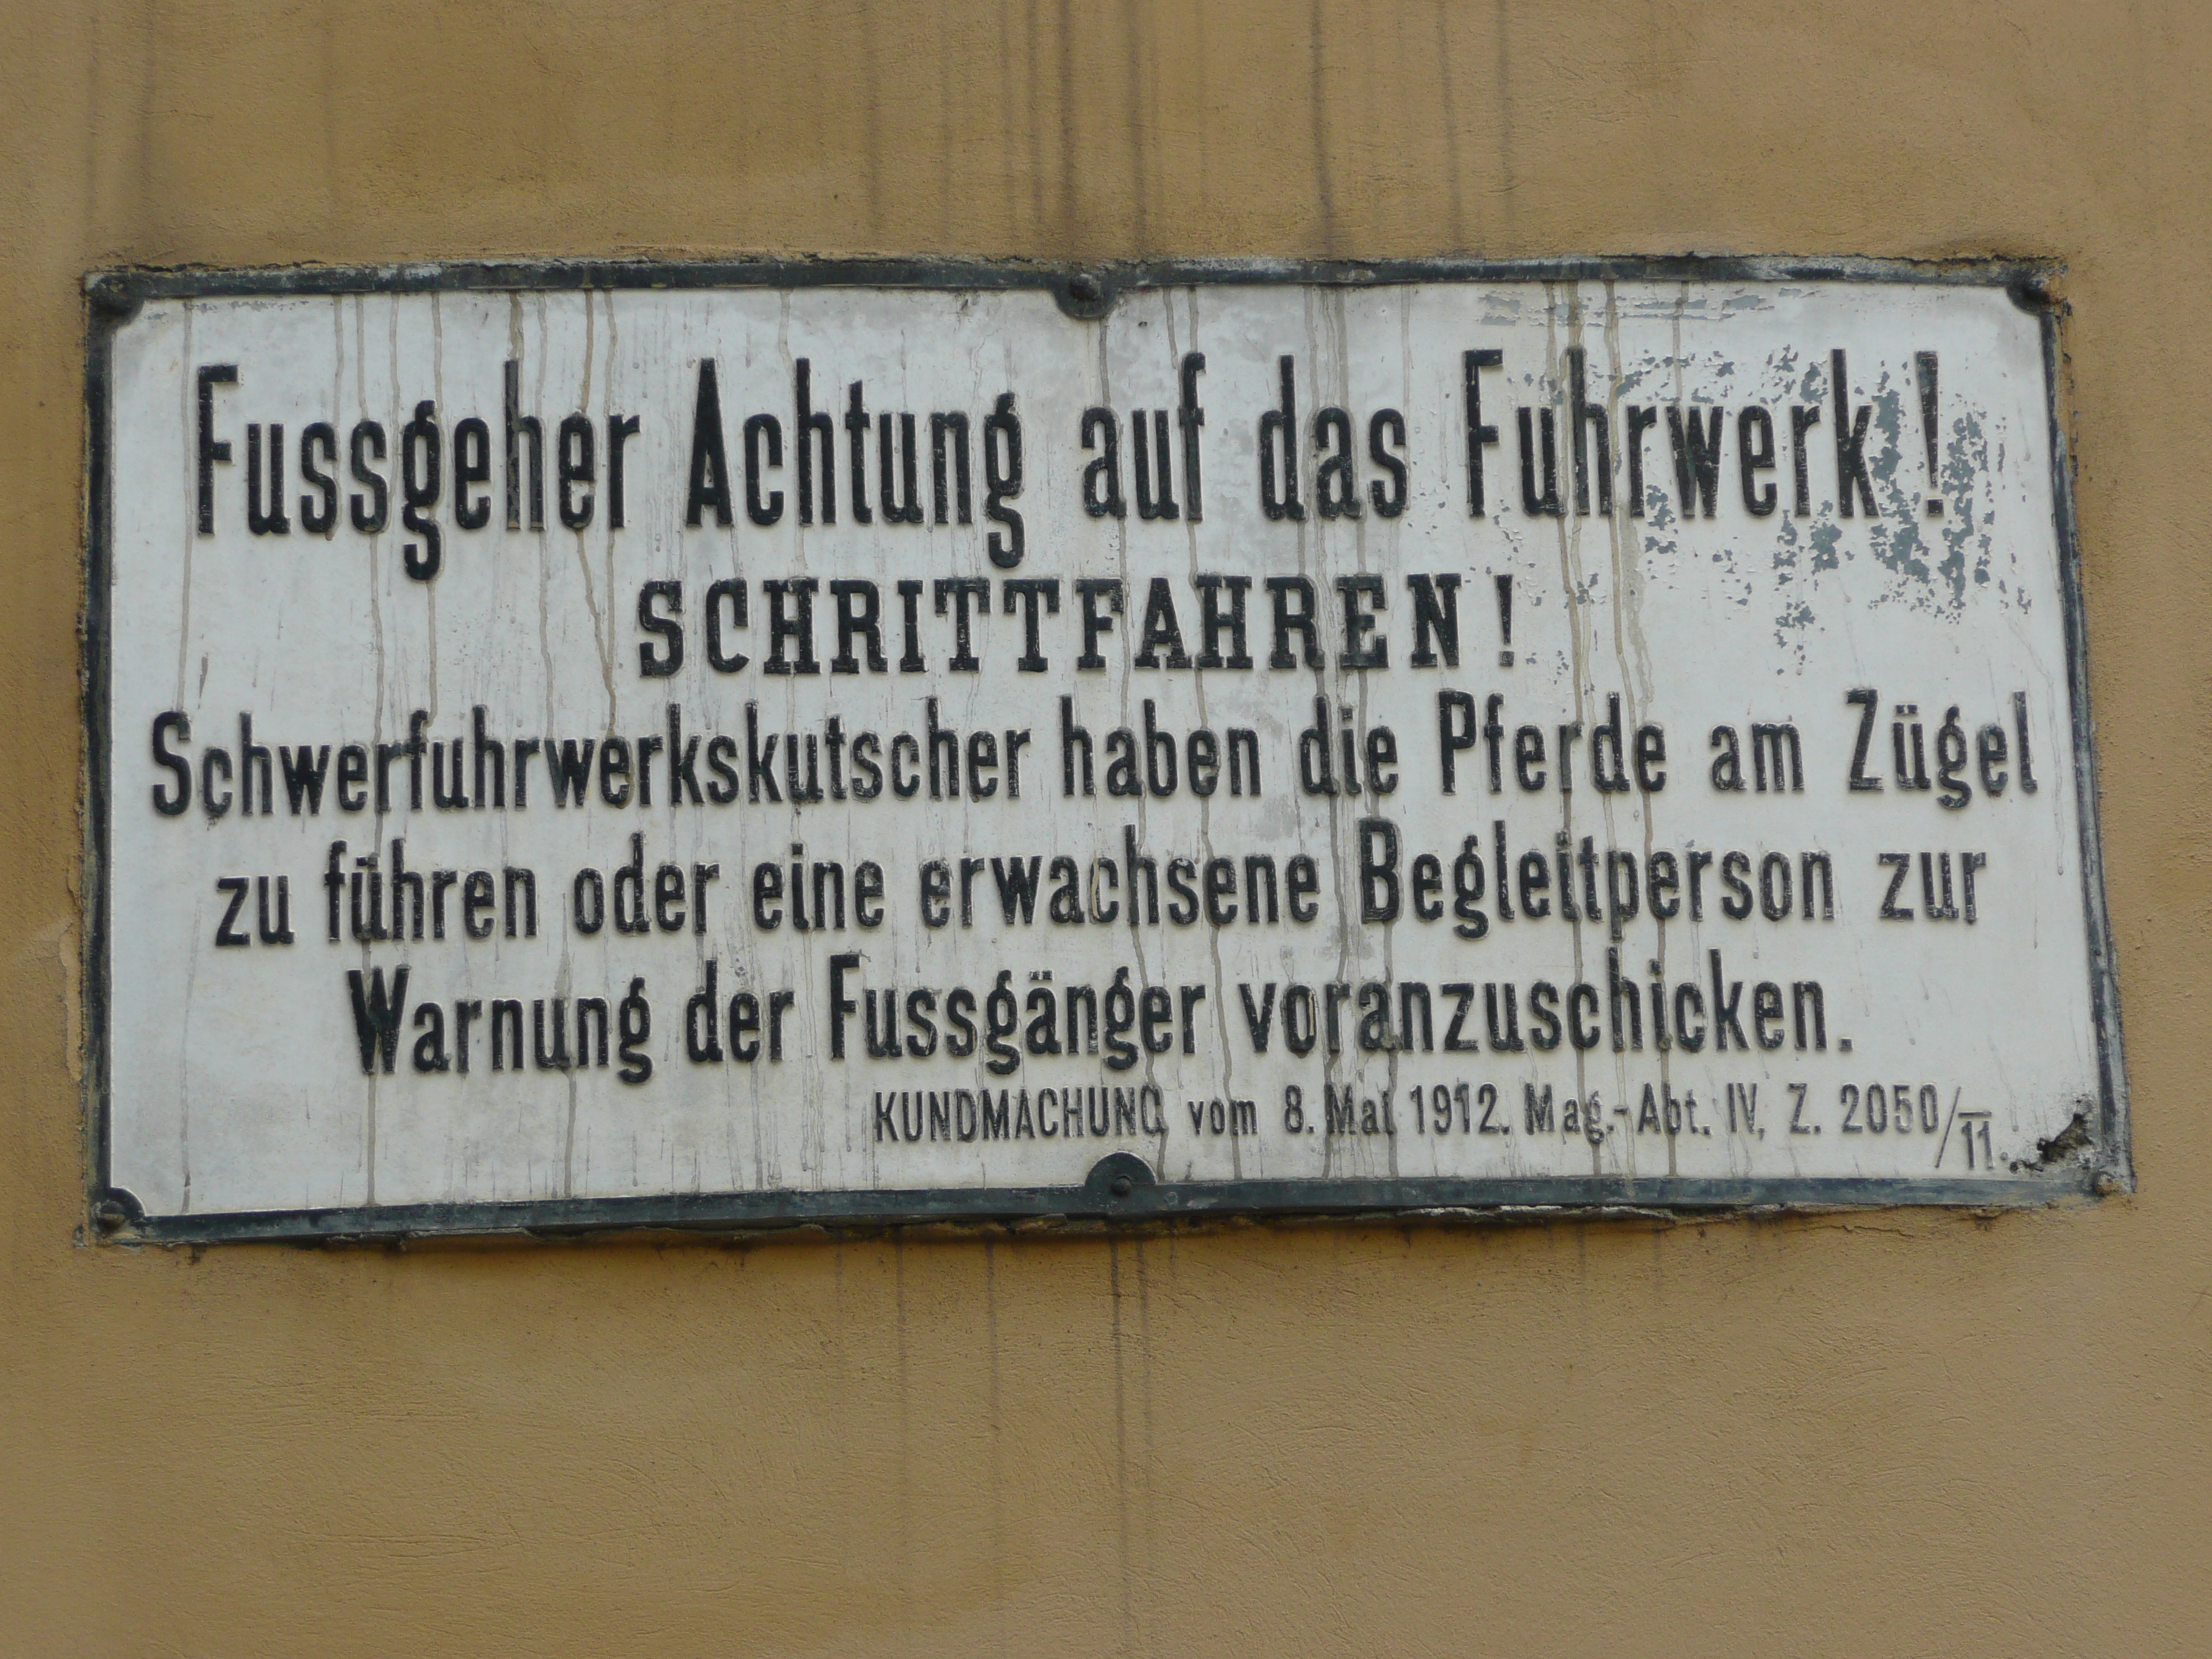 Fussgeher Achtung auf das Fuhrwerk!
SCHRITTFAHREN!
Schwerfuhrwerkskutscher haben die Pferde am Zügel
zu führen oder eine erwachsene Begleitperson zur
Warnung der Fussgänger voranzuschicken.
KUNDMACHUNG vom 8. Mai 1912. Mag.-Abt. IV, Z. 2050/11.